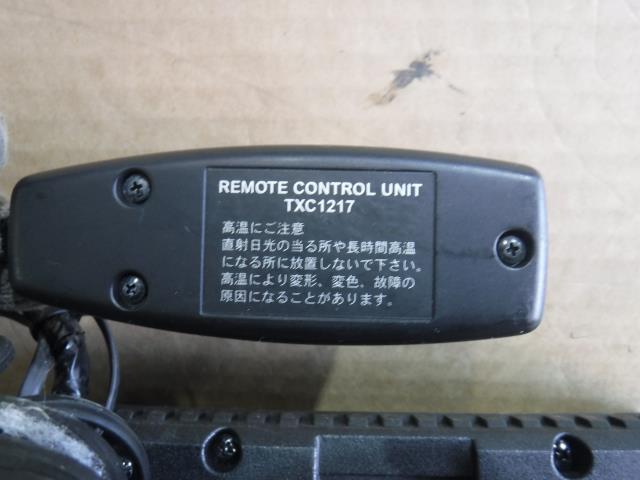 REMOTE CONTROL UNIT
TXC1217
高温にご注意
直射日光の当る所や長時間高温
になる所に放置しないで下さい。
高温により変形、変色、故障の
原因になることがあります。